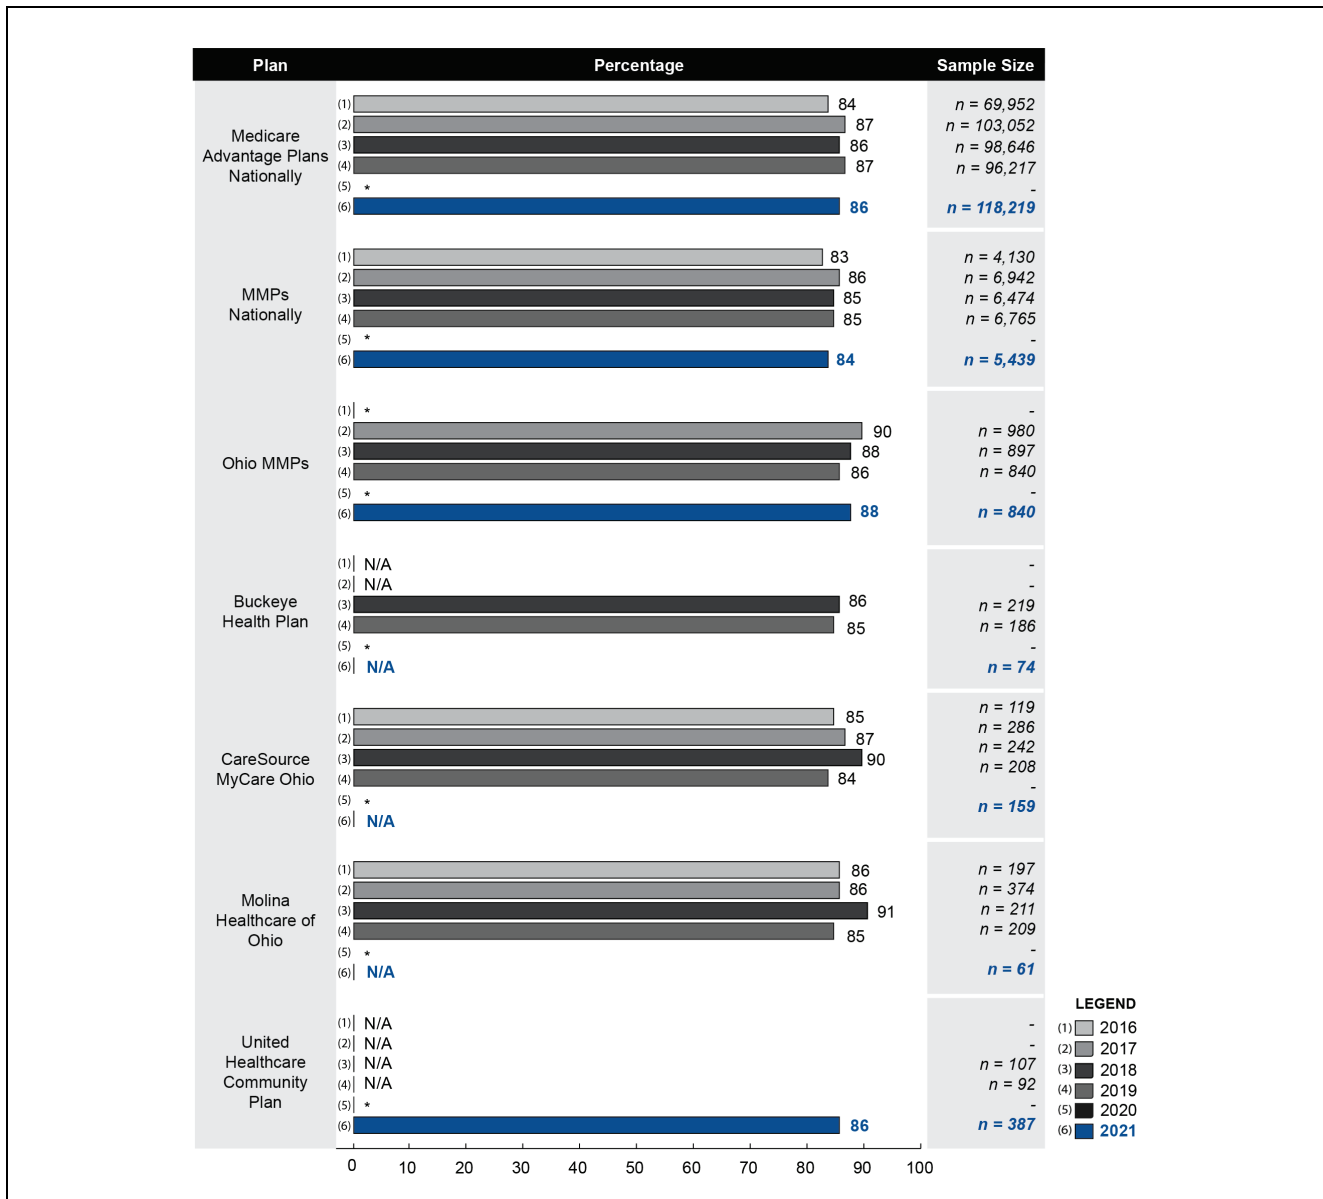 Plan Percentage Sample Size
Medicare
Advantage Plans
Nationally
(1) 84 n = 69,952
(2) 87 n = 103,052
(3) 86 n = 98,646
(4) 87 n = 96,217
(5) * -
(6) 86 n = 118,219
MMPs
Nationally
(1) 83 n = 4,130
(2) 86 n = 6,942
(3) 85 n = 6,474
(4) 85 n = 6,765
(5) * -
(6) 84 n = 5,439
Ohio MMPs
(1) * -
(2) 90 n = 980
(3) 88 n = 897
(4) 86 n = 840
(5) * -
(6) 88 n = 840
Buckeye
Health Plan
(1) N/A -
(2) N/A -
(3) 86 n = 219
(4) 85 n = 186
(5) * -
(6) N/A n = 74
CareSource
MyCare Ohio
(1) 85 n = 119
(2) 87 n = 286
(3) 90 n = 242
(4) 84 n = 208
(5) * -
(6) N/A n = 159
Molina
Healthcare of
Ohio
(1) 86 n = 197
(2) 86 n = 374
(3) 91 n = 211
(4) 85 n = 209
(5) * -
(6) N/A n = 61
United
Healthcare
Community
Plan
(1) N/A -
(2) N/A -
(3) N/A n = 107
(4) N/A n = 92
(5) * -
(6) 86 n = 387
0 10 20 30 40 50 60 70 80 90 100
LEGEND
(1) 2016
(2) 2017
(3) 2018
(4) 2019
(5) 2020
(6) 2021